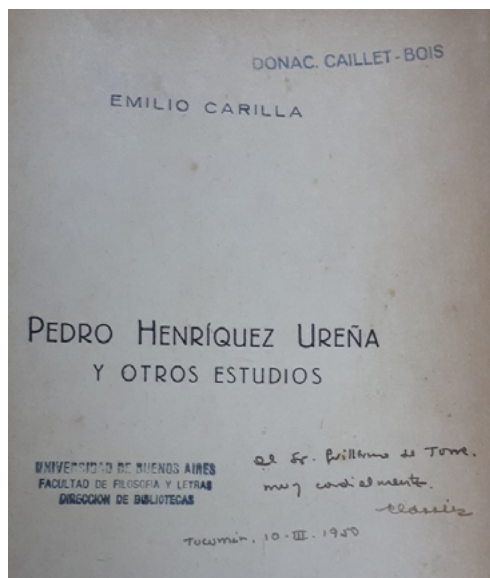 DONAC. CAILLET-BOIS
EMILIO CARILLA
PEDRO HENRÍQUEZ UREÑA
Y OTROS ESTUDIOS
UNIVERSIDAD DE BUENOS AIRES
FACULTAD DE FILOSOFIA Y LETRAS
DIRECCION DE BIBLIOTECAS
al Sr. Guillermo de Torre.
muy cordialmente.
Tucumán, 10-III. 1950